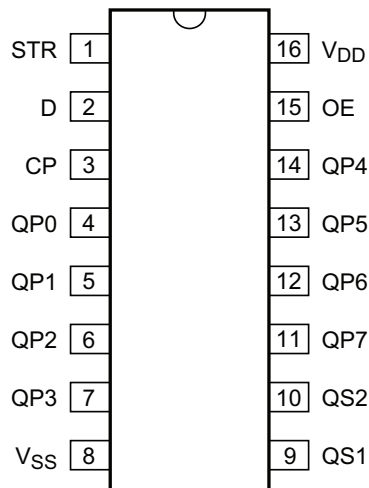 STR 1 16 VDD
D 2 15 OE
CP 3 14 QP4
QP0 4 13 QP5
QP1 5 12 QP6
QP2 6 11 QP7
QP3 7 10 QS2
VSS 8 9 QS1